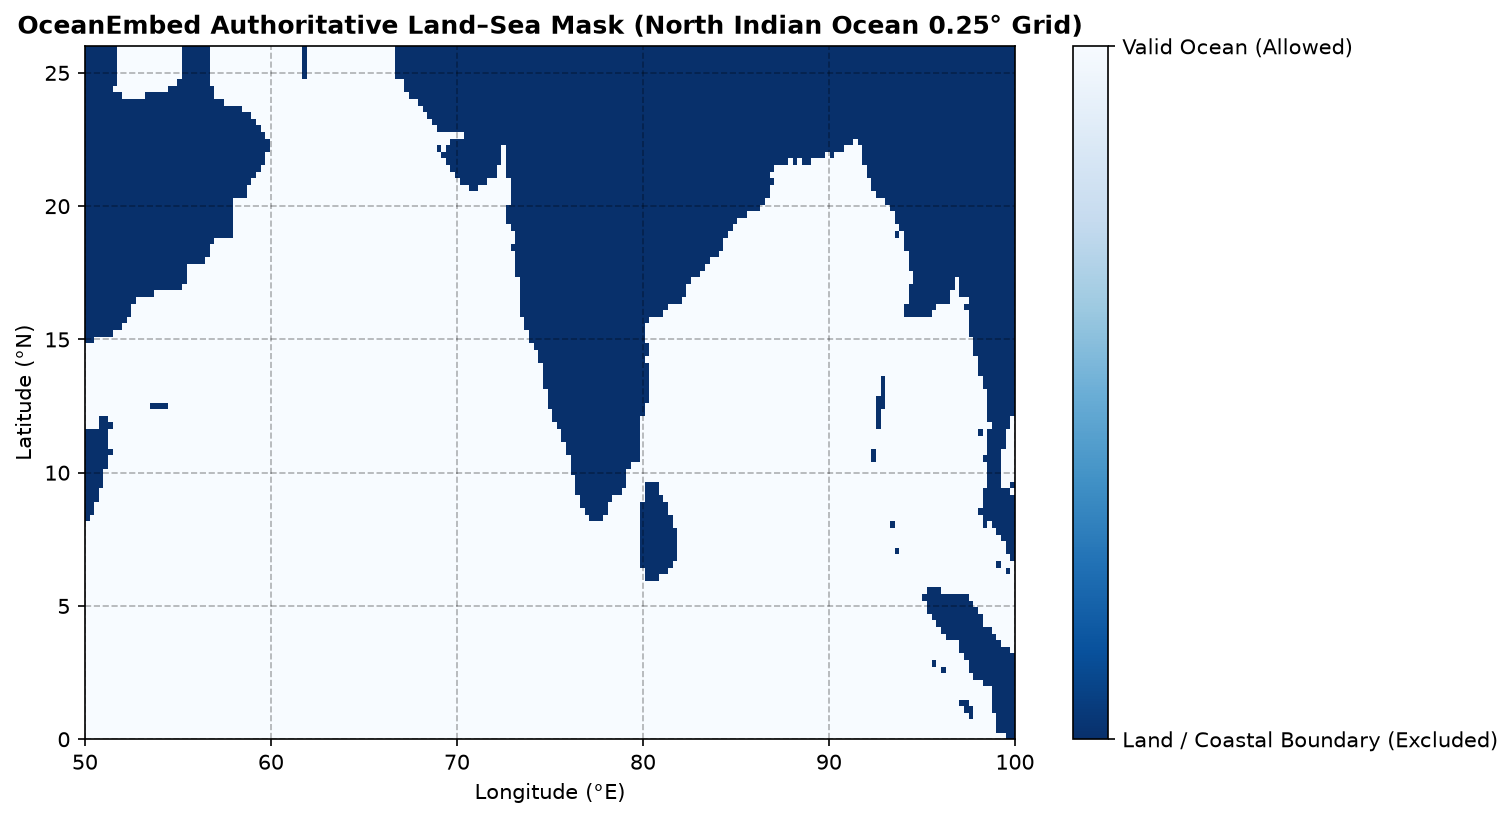 OceanEmbed Authoritative Land–Sea Mask (North Indian Ocean 0.25° Grid)
Valid Ocean (Allowed)
25
20
15
10
5
0
Latitude (°N)
50 60 70 80 90 100
Longitude (°E)
Land / Coastal Boundary (Excluded)